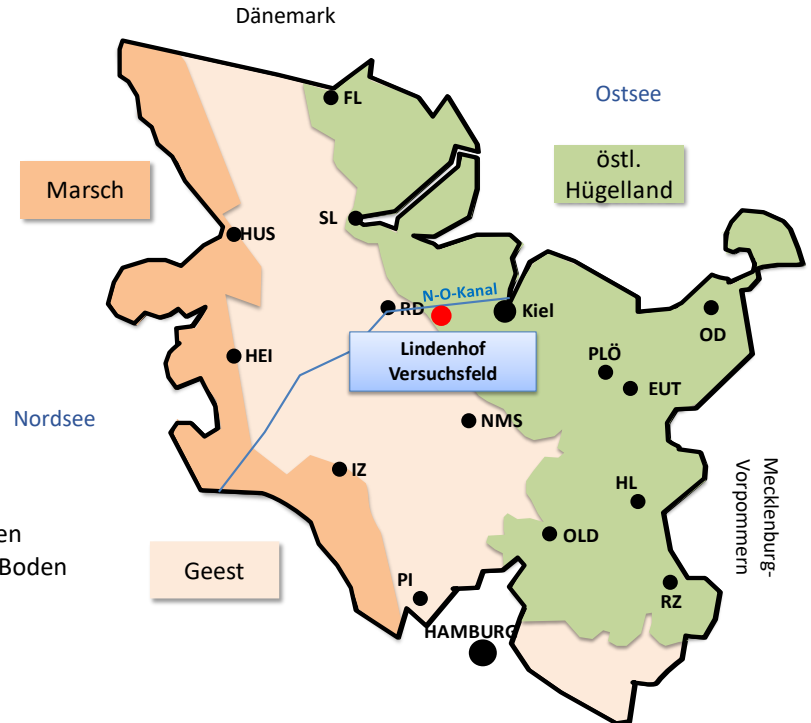 Dänemark
FL
Ostsee
östl.
Hügelland
Marsch
SL
HUS
N-O-Kanal
RD
Kiel
OD
Lindenhof
Versuchsfeld
HEI
PLÖ
EUT
Nordsee
NMS
IZ
HL
Mecklenburg-
Vorpommern
OLD
en
Boden
Geest
PI
RZ
HAMBURG